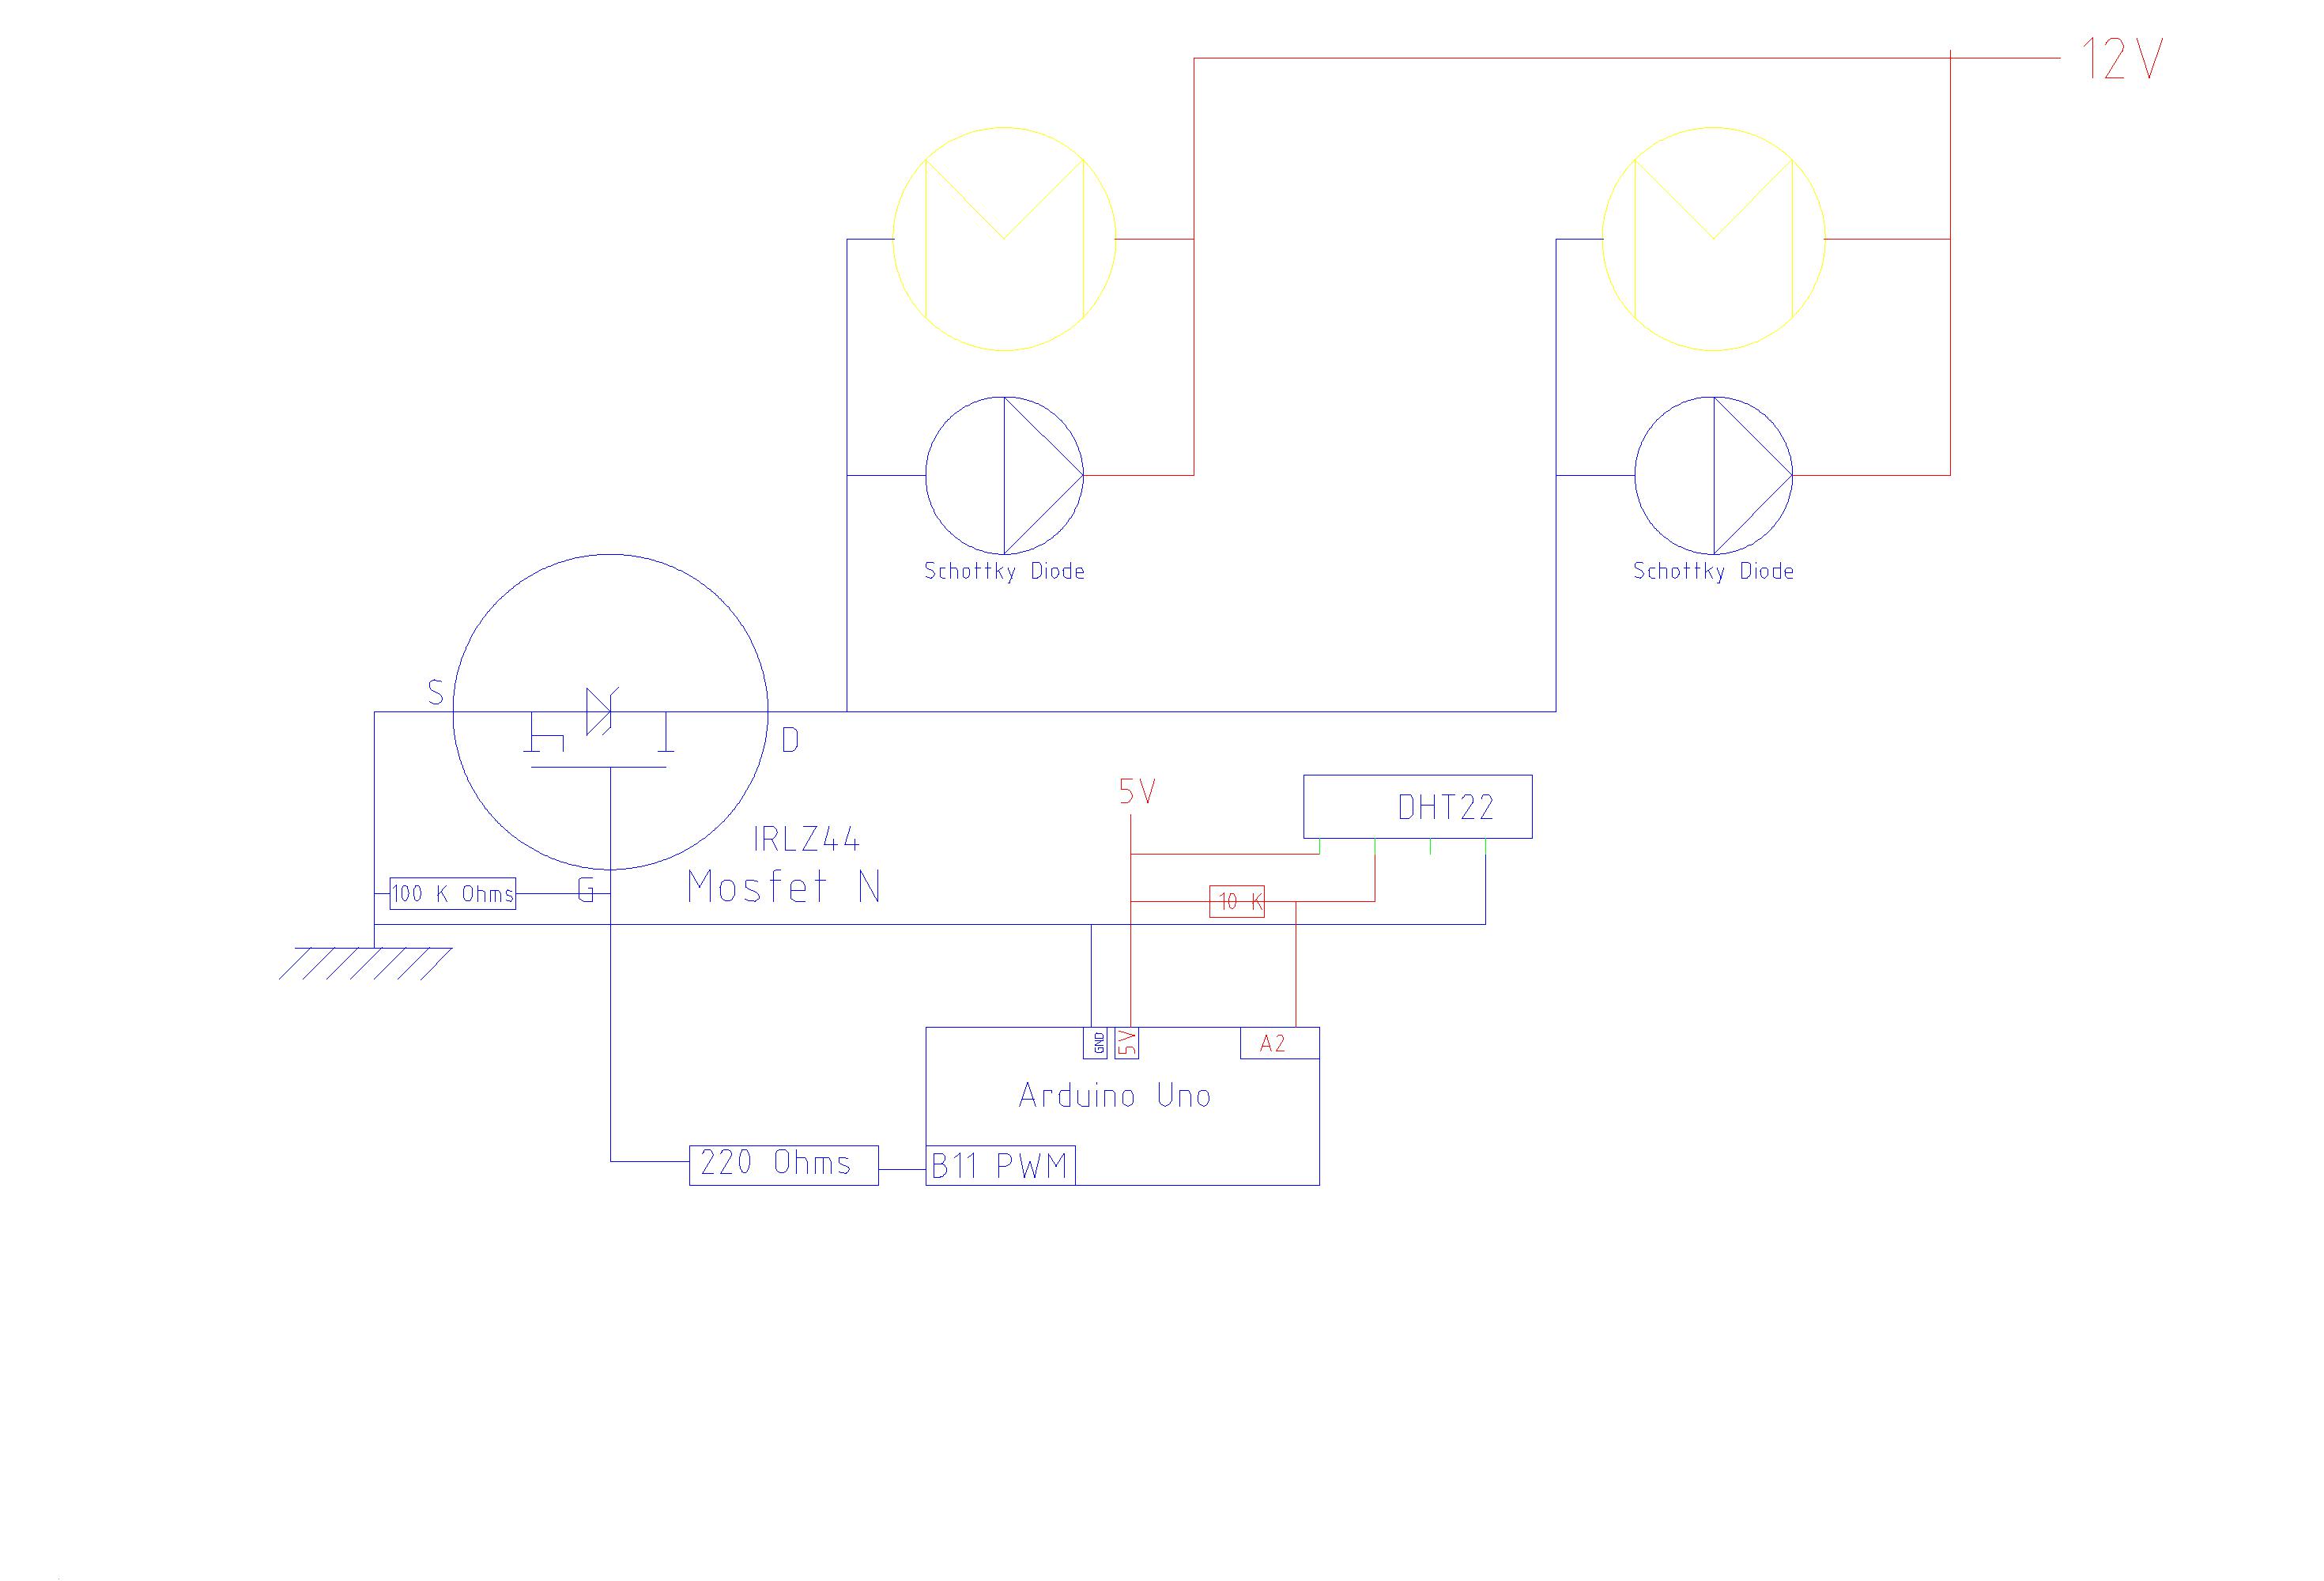 12V
Schottky Diode
Schottky Diode
S
D
5V
DHT22
IRLZ44
Mosfet N
100 K Ohms
G
10 K
GND
5V
A2
Arduino Uno
220 Ohms
B11 PWM